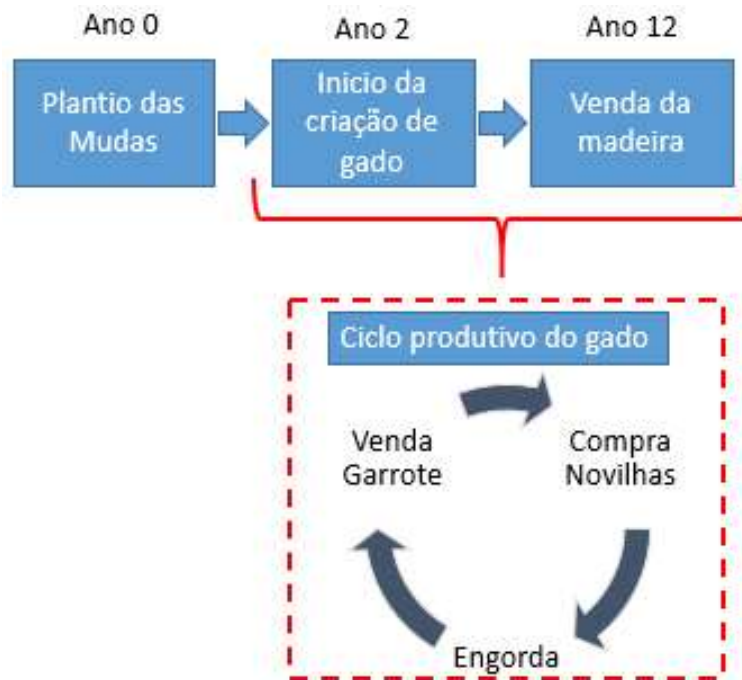 Ano 0
Ano 2
Ano 12
Plantio das
Mudas
Inicio da
criação de
gado
Venda da
madeira
Ciclo produtivo do gado
Venda
Garrote
Compra
Novilhas
Engorda